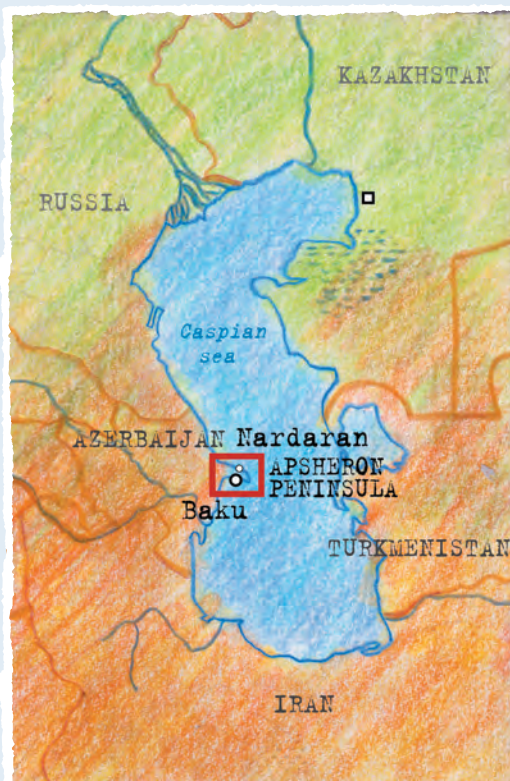 KAZAKHSTAN
RUSSIA
Caspian
sea
AZERBAIJAN Nardaran
APSHERON
PENINSULA
Baku
TURKMENISTAN
IRAN